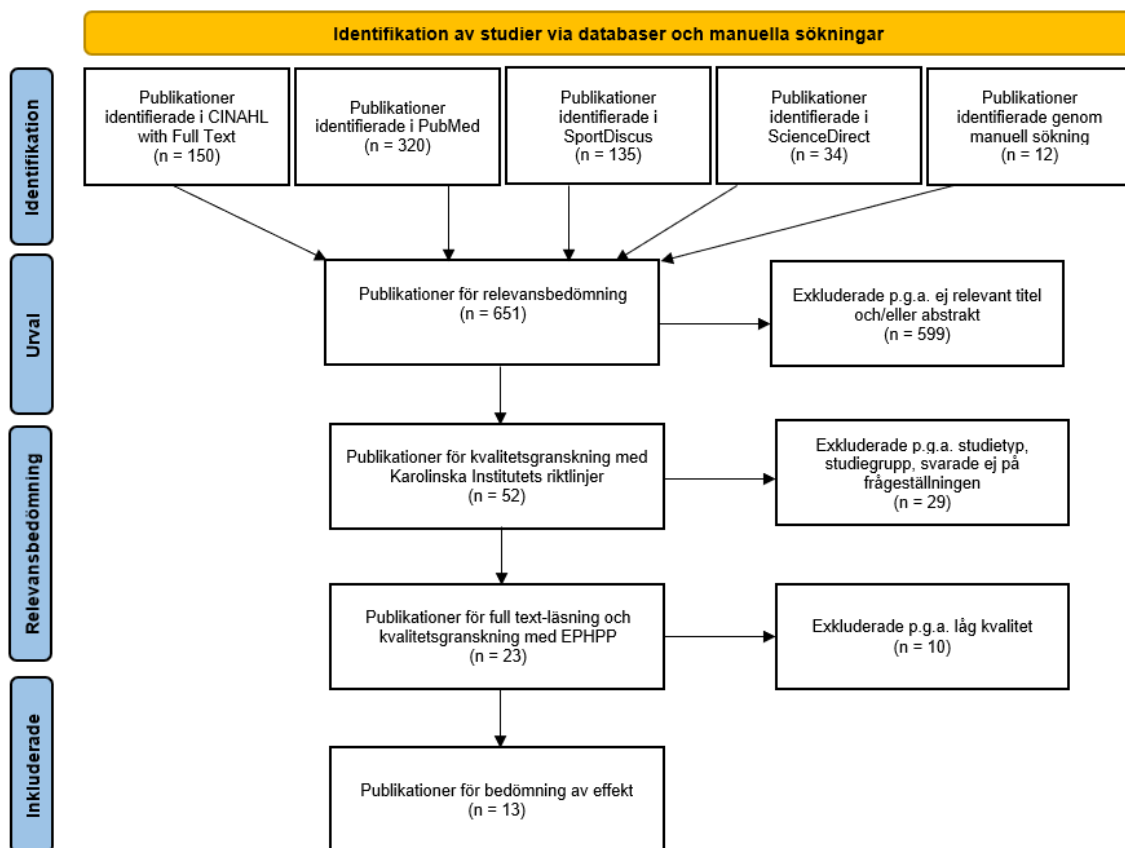 Identifikation av studier via databaser och manuella sökningar
Identifikation
Publikationer
identifierade i CINAHL
with Full Text
(n = 150)
Publikationer
identifierade i PubMed
(n = 320)
Publikationer
identifierade i
SportDiscus
(n = 135)
Publikationer
identifierade i
ScienceDirect
(n = 34)
Publikationer
identifierade genom
manuell sökning
(n = 12)
Urval
Publikationer för relevansbedömning
(n = 651)
Exkluderade p.g.a. ej relevant titel
och/eller abstrakt
(n = 599)
Relevansbedömning
Publikationer för kvalitetsgranskning med
Karolinska Institutets riktlinjer
(n = 52)
Exkluderade p.g.a. studietyp,
studiegrupp, svarade ej på
frågeställningen
(n = 29)
Publikationer för full text-läsning och
kvalitetsgranskning med EPHPP
(n = 23)
Exkluderade p.g.a. låg kvalitet
(n = 10)
Inkluderade
Publikationer för bedömning av effekt
(n = 13)